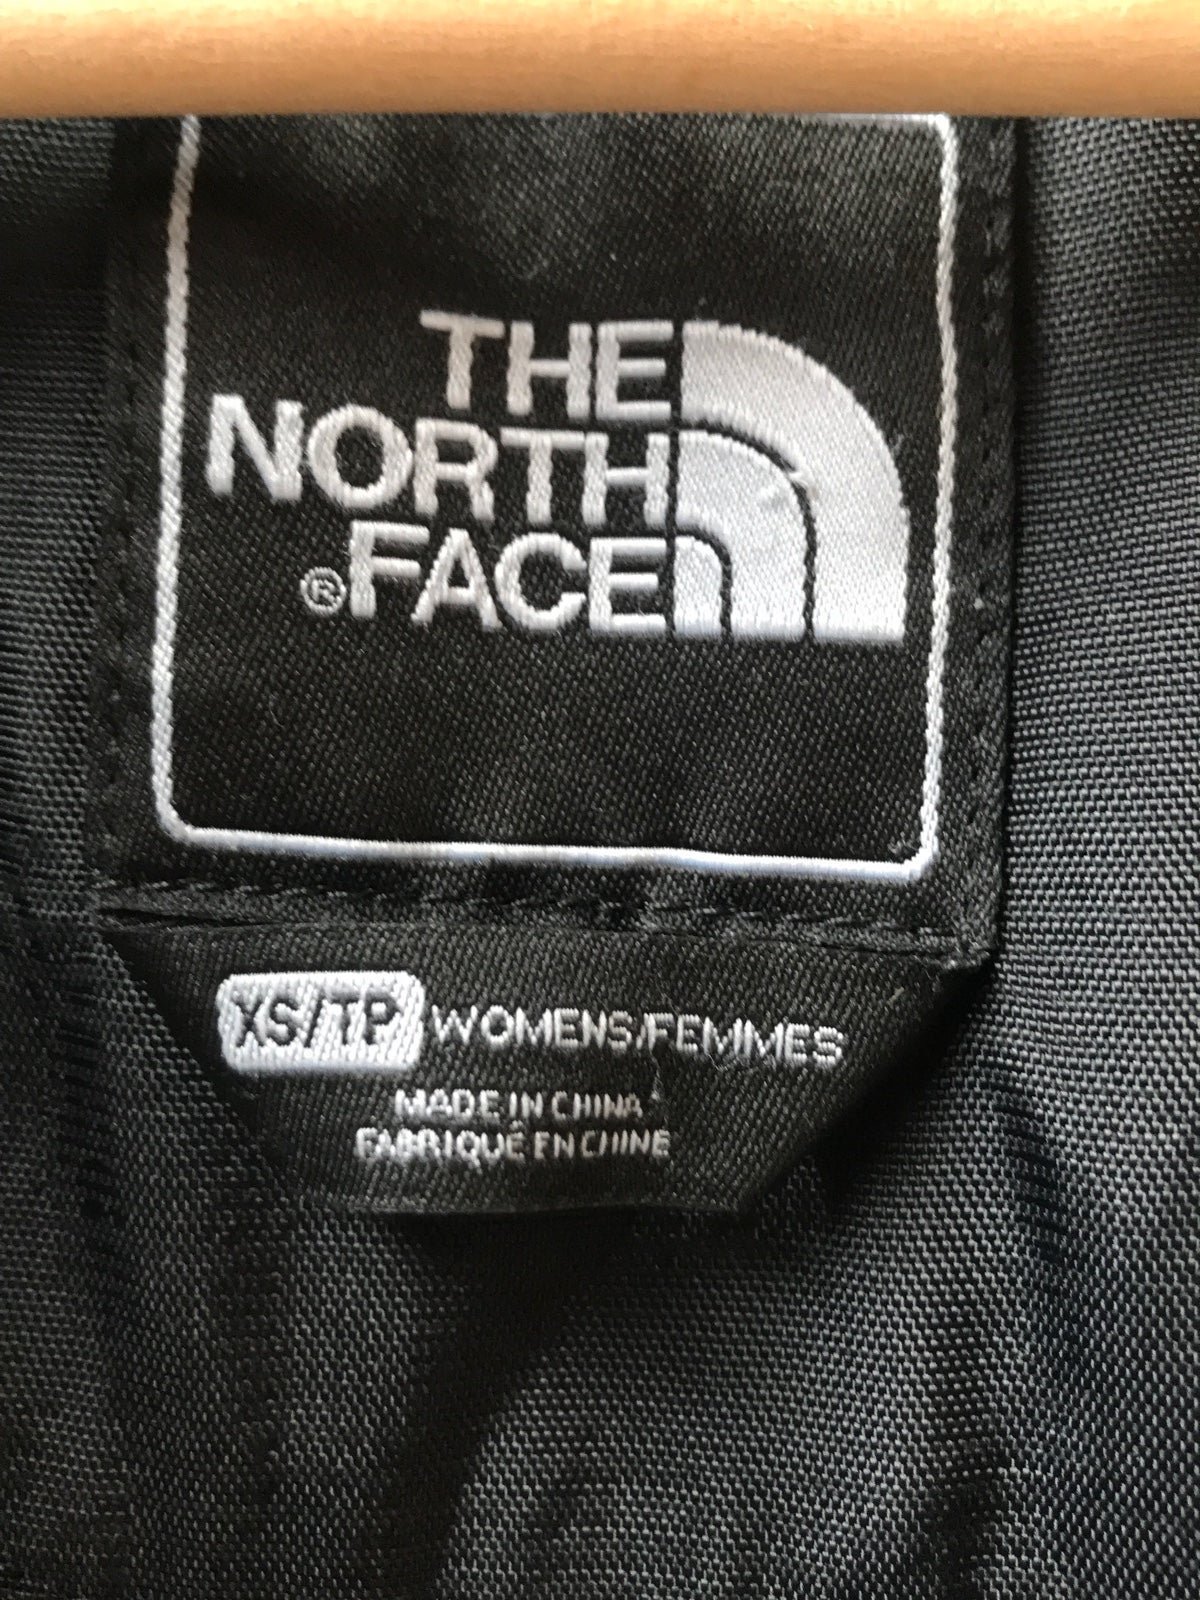 THE
NORTH
®FACE
XS/TP WOMENS/FEMMES
MADE IN CHINA
FABRIQUÉ EN CHINE